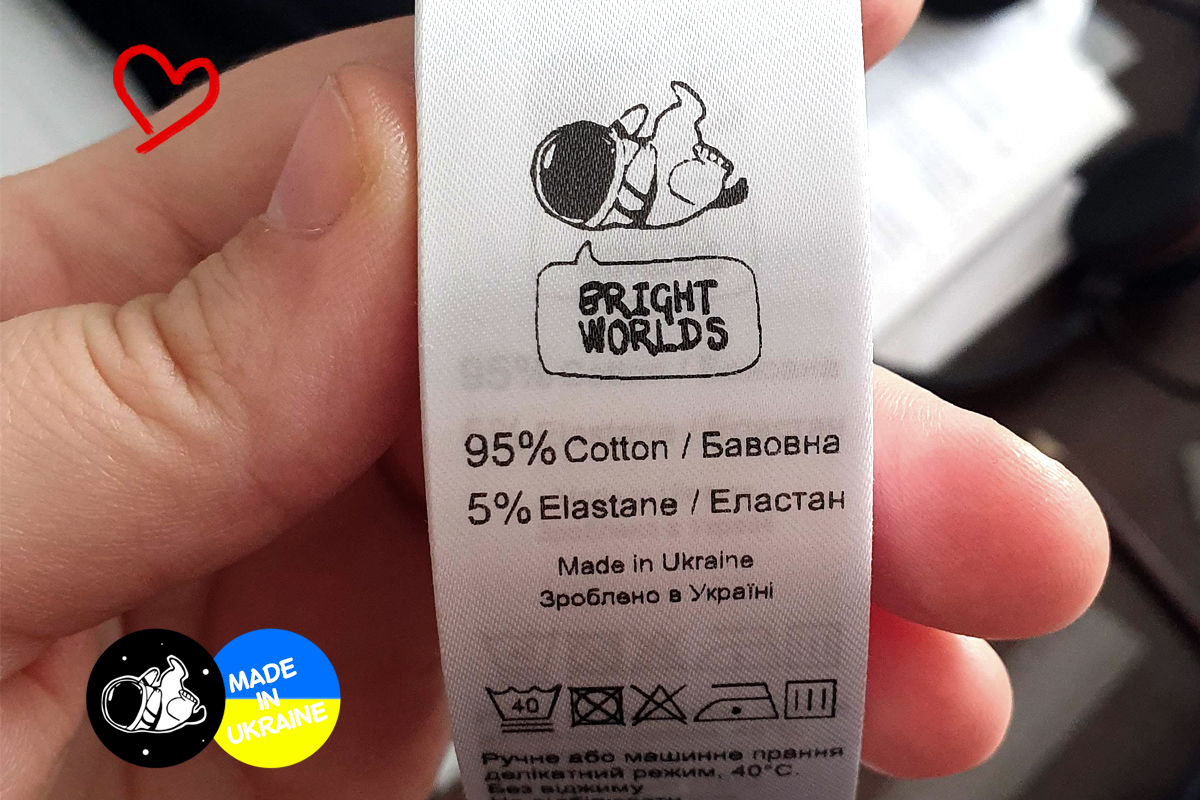 BRIGHT
WORLDS
95% Cotton / Бавовна
5% Elastane / Еластан
Made in Ukraine
Зроблено в Україні
40
Ручне або машинне прання
делікатний режим, 40°C.
Без віджиму
MADE
IN
UKRAINE